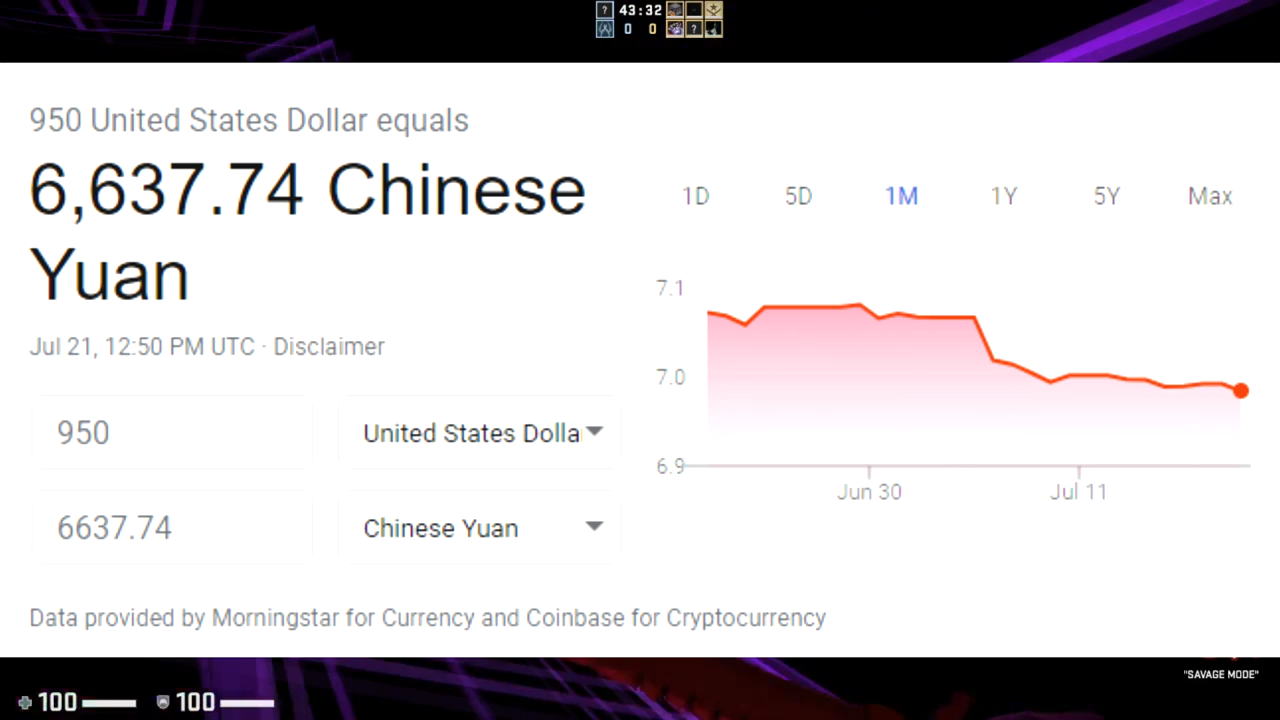 43:32
?
0 0
?
950 United States Dollar equals
6,637.74 Chinese
Yuan
Jul 21, 12:50 PM UTC · Disclaimer
950
United States Dolla
6637.74
Chinese Yuan
1D 5D 1M 1Y 5Y Max
7.1
7.0
6.9
Jun 30 Jul 11
Data provided by Morningstar for Currency and Coinbase for Cryptocurrency
"SAVAGE MODE"
100 100